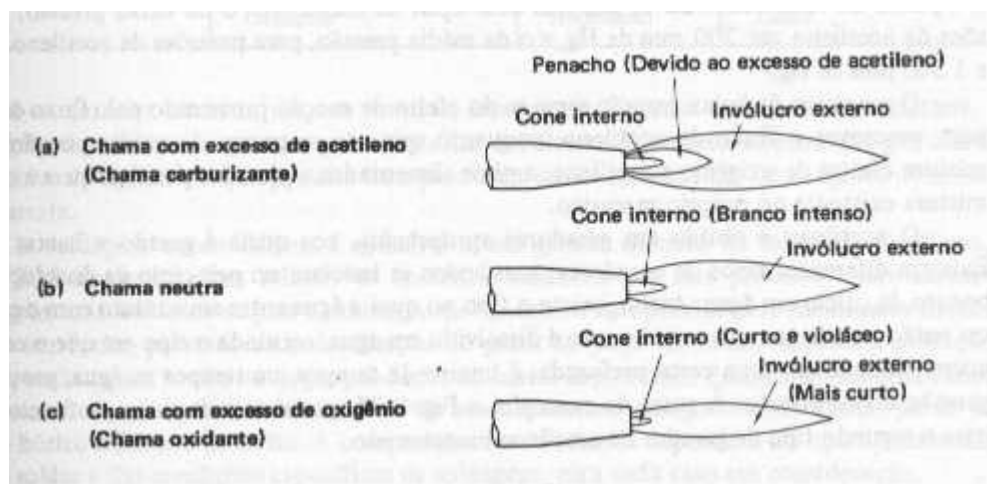 Penacho (Devido ao excesso de acetileno)
Cone interno
Invólucro externo
(a) Chama com excesso de acetileno
(Chama carburizante)
Cone interno (Branco intenso)
Invólucro externo
(b) Chama neutra
Cone interno (Curto e violáceo)
Invólucro externo
(Mais curto)
(c) Chama com excesso de oxigênio
(Chama oxidante)